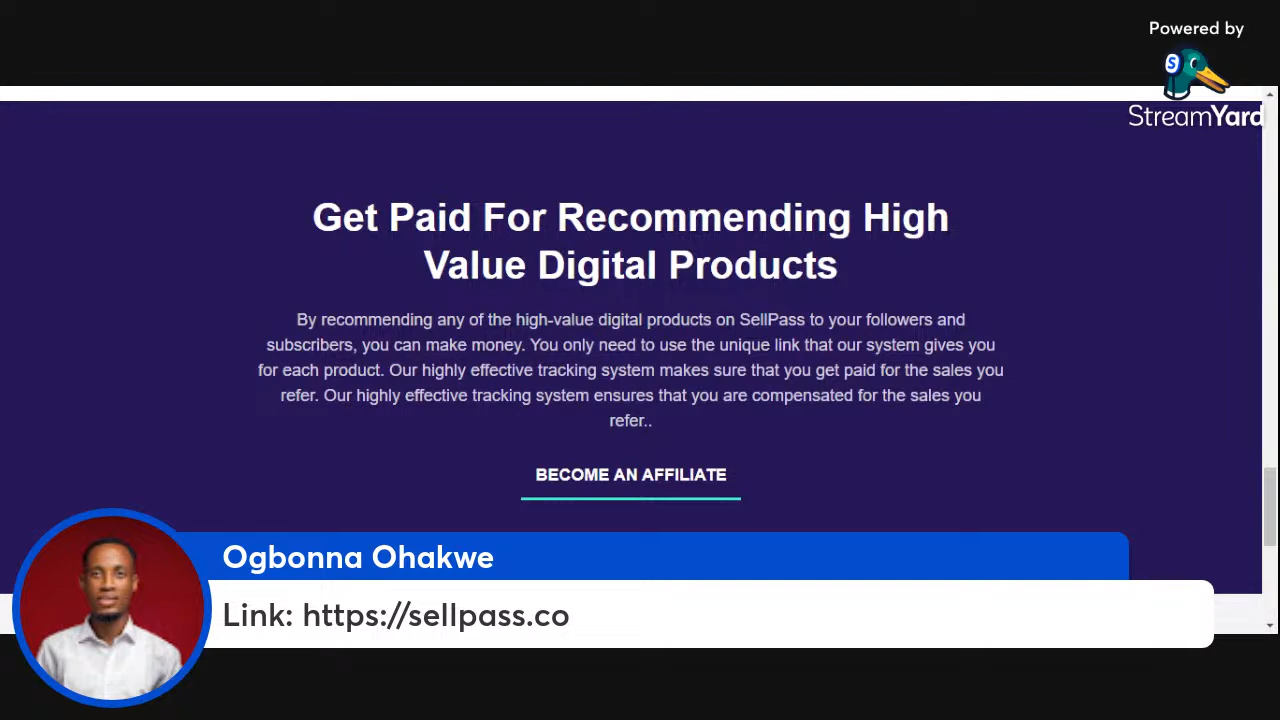 Powered by
S
StreamYard
Get Paid For Recommending High
Value Digital Products
By recommending any of the high-value digital products on SellPass to your followers and
subscribers, you can make money. You only need to use the unique link that our system gives you
for each product. Our highly effective tracking system makes sure that you get paid for the sales you
refer. Our highly effective tracking system ensures that you are compensated for the sales you
refer..
BECOME AN AFFILIATE
Ogbonna Ohakwe
Link: https://sellpass.co